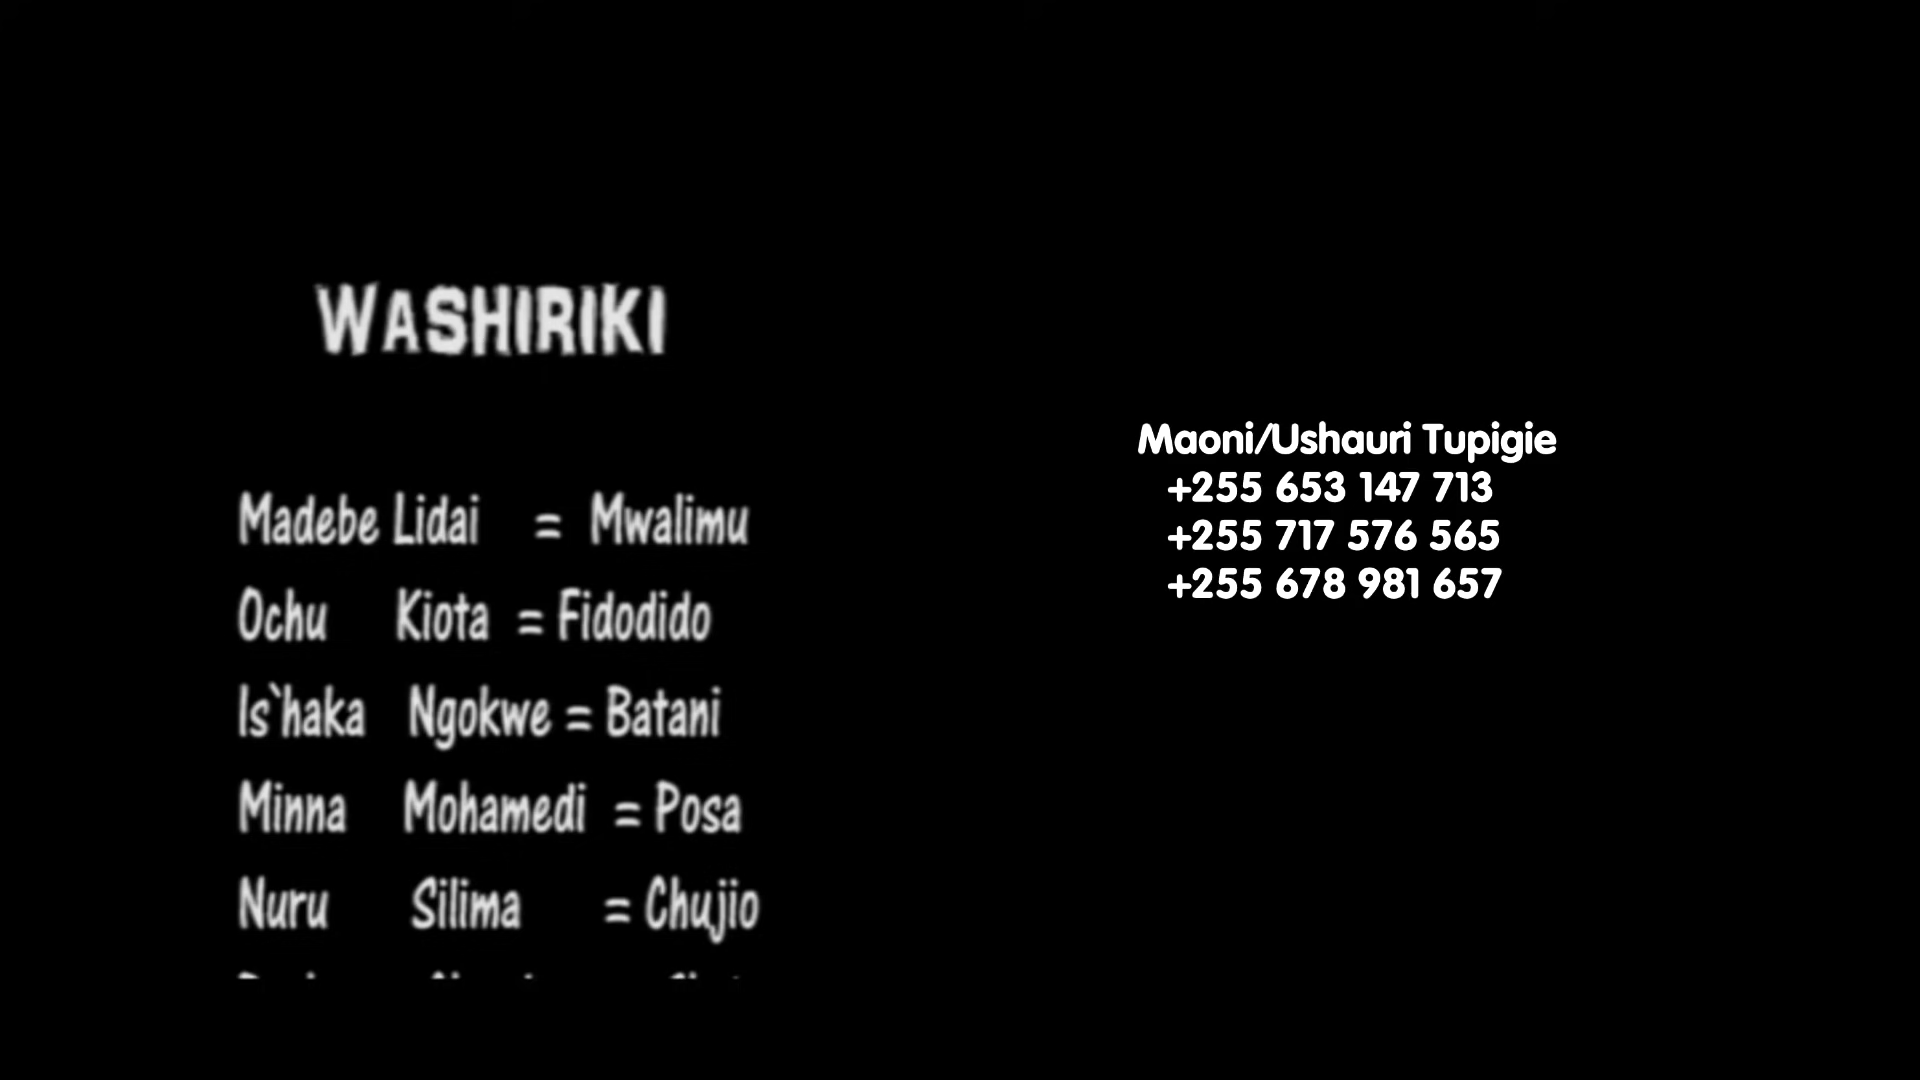 WASHIRIKI
Madebe Lidai = Mwalimu
Ochu Kiota = Fidodido
Is`haka Ngokwe = Batani
Minna Mohamedi = Posa
Nuru Silima = Chujio
Maoni/Ushauri Tupigie
+255 653 147 713
+255 717 576 565
+255 678 981 657